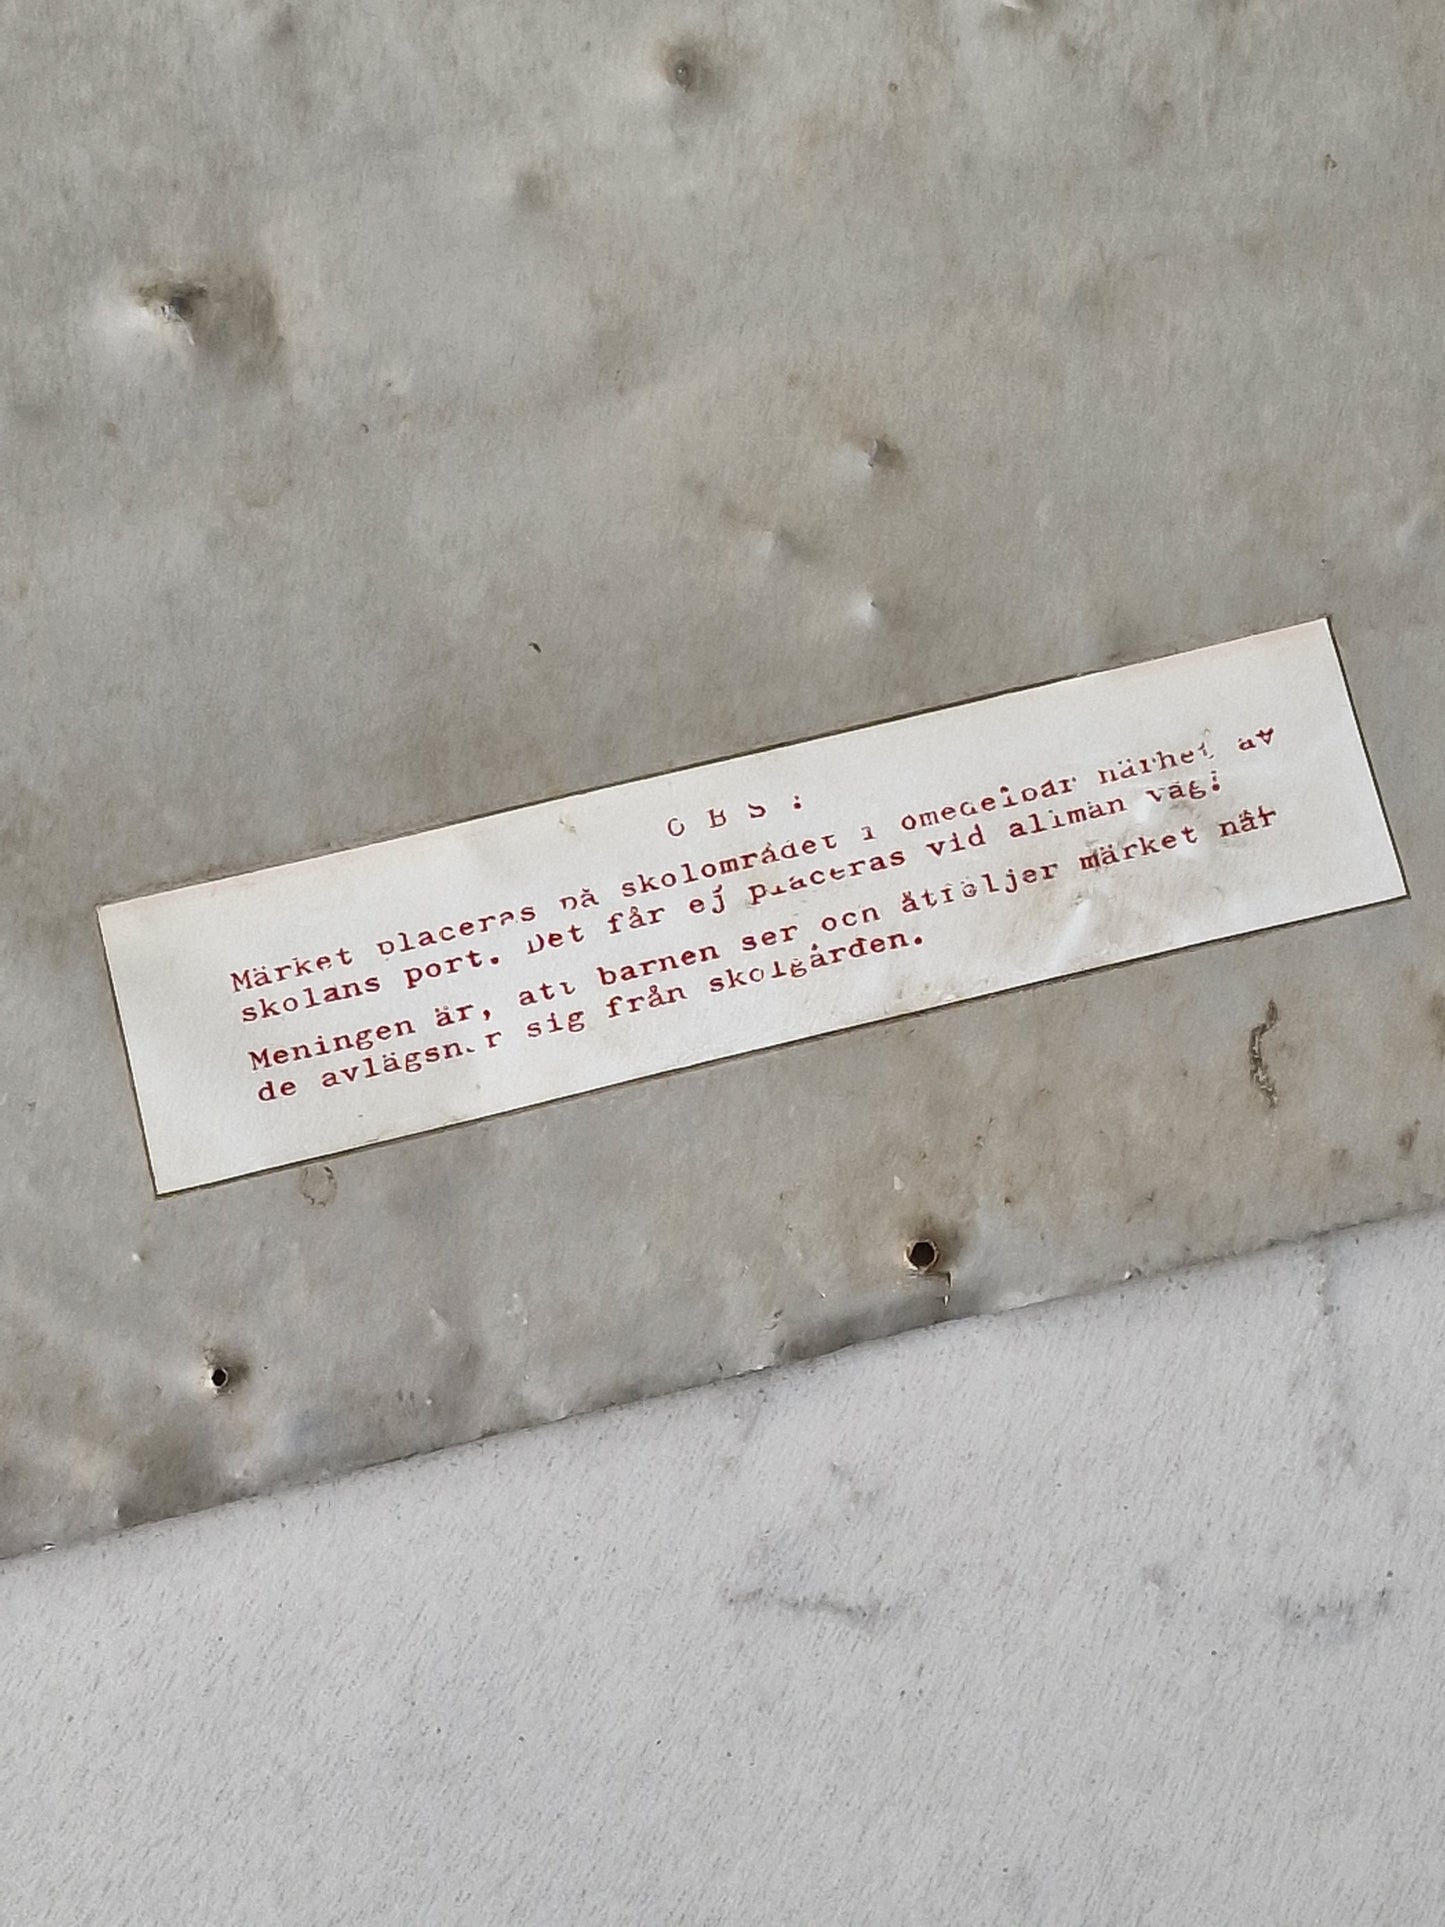 O B S :
Märket placeras på skolområdet i omedelbar närhet av
skolans port. Det får ej placeras vid allmän väg!
Meningen är, att barnen ser och åtföljer märket när
de avlägsnar sig från skolgården.